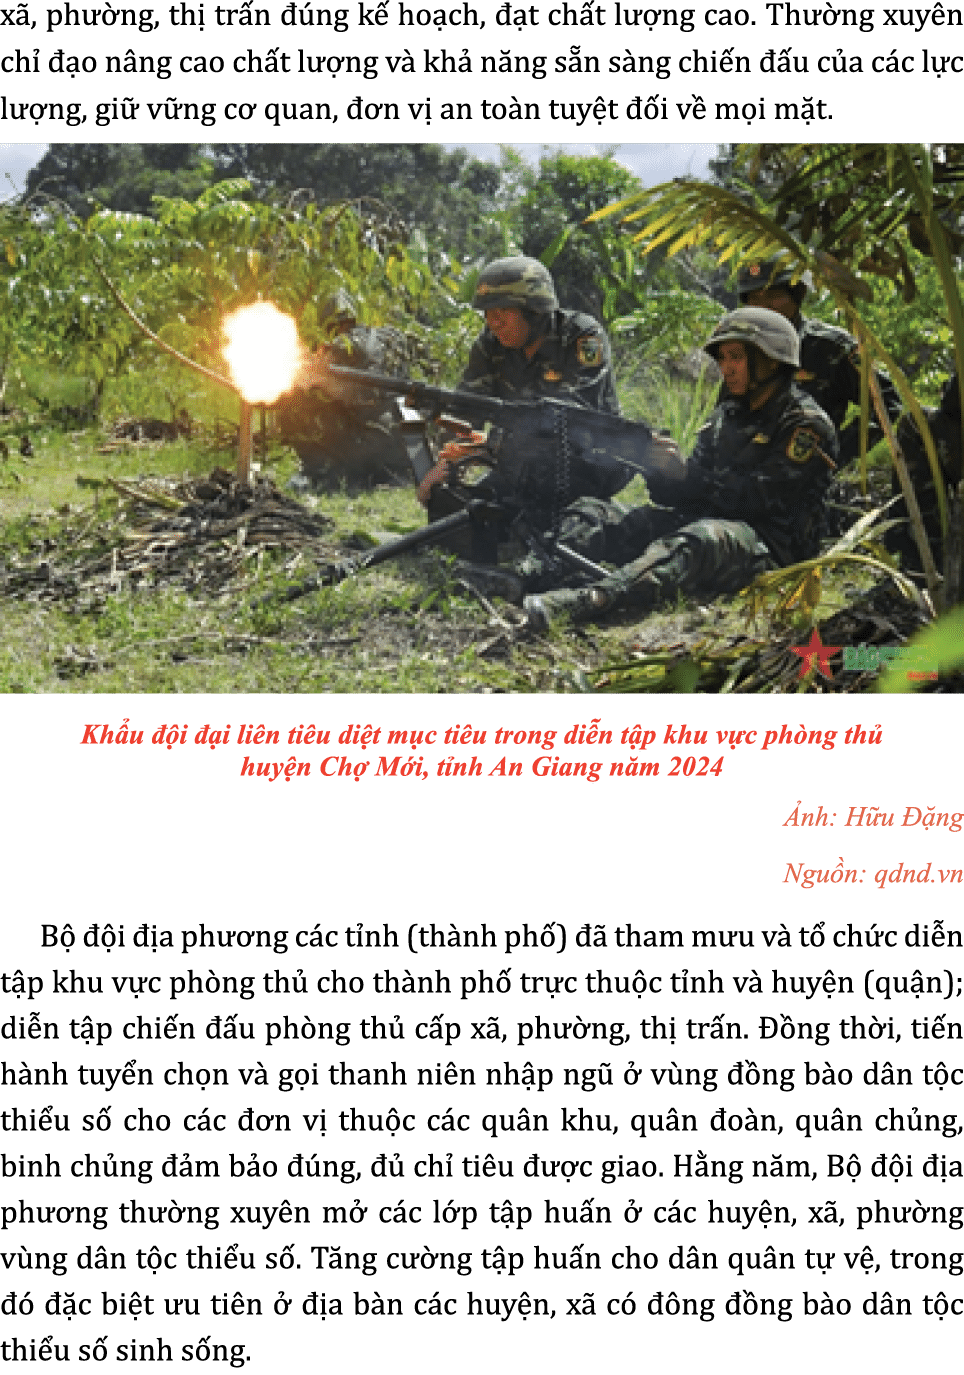 xã, phường, thị trấn đúng kế hoạch, đạt chất lượng cao. Thường xuyên
chỉ đạo nâng cao chất lượng và khả năng sẵn sàng chiến đấu của các lực
lượng, giữ vững cơ quan, đơn vị an toàn tuyệt đối về mọi mặt.
Khẩu đội đại liên tiêu diệt mục tiêu trong diễn tập khu vực phòng thủ
huyện Chợ Mới, tỉnh An Giang năm 2024
Ảnh: Hữu Đặng
Nguồn: qdnd.vn
Bộ đội địa phương các tỉnh (thành phố) đã tham mưu và tổ chức diễn
tập khu vực phòng thủ cho thành phố trực thuộc tỉnh và huyện (quận);
diễn tập chiến đấu phòng thủ cấp xã, phường, thị trấn. Đồng thời, tiến
hành tuyển chọn và gọi thanh niên nhập ngũ ở vùng đồng bào dân tộc
thiểu số cho các đơn vị thuộc các quân khu, quân đoàn, quân chủng,
binh chủng đảm bảo đúng, đủ chỉ tiêu được giao. Hằng năm, Bộ đội địa
phương thường xuyên mở các lớp tập huấn ở các huyện, xã, phường
vùng dân tộc thiểu số. Tăng cường tập huấn cho dân quân tự vệ, trong
đó đặc biệt ưu tiên ở địa bàn các huyện, xã có đông đồng bào dân tộc
thiểu số sinh sống.